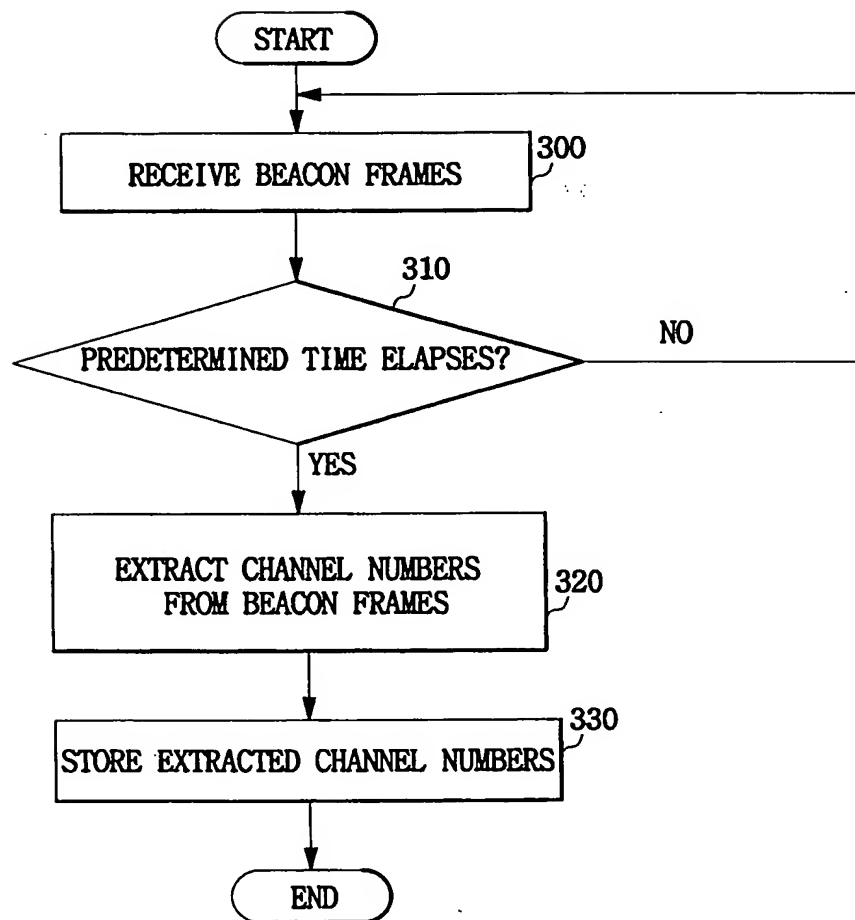 START
RECEIVE BEACON FRAMES
300
310
PREDETERMINED TIME ELAPSES?
NO
YES
EXTRACT CHANNEL NUMBERS
FROM BEACON FRAMES
320
330
STORE EXTRACTED CHANNEL NUMBERS
END